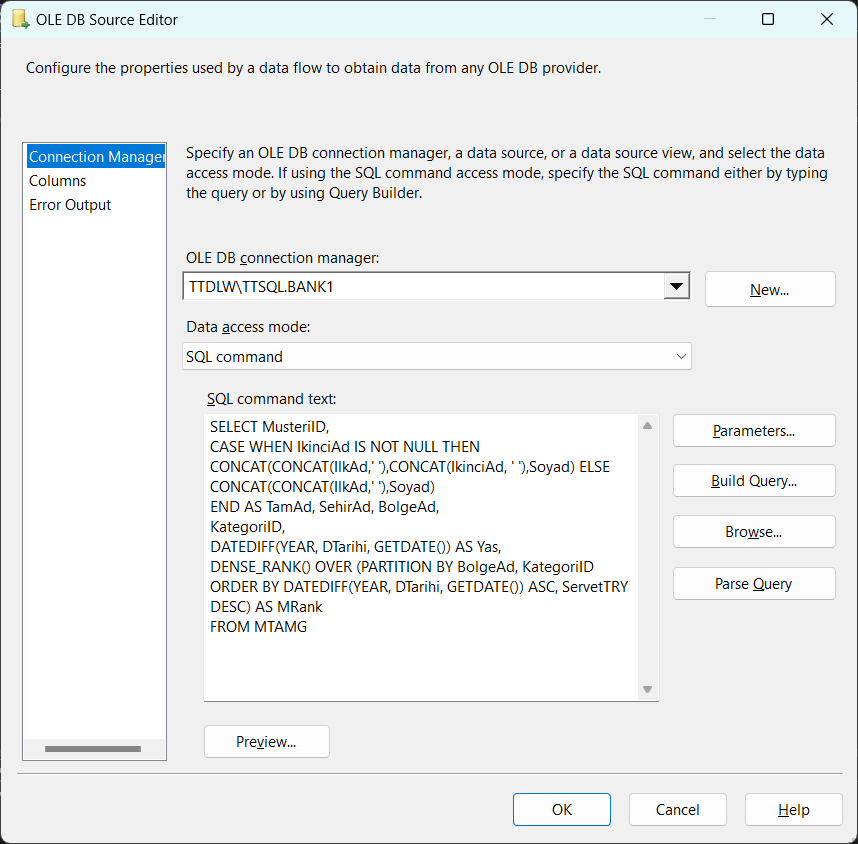 OLE DB Source Editor
Configure the properties used by a data flow to obtain data from any OLE DB provider.
Connection Manager
Columns
Error Output
Specify an OLE DB connection manager, a data source, or a data source view, and select the data
access mode. If using the SQL command access mode, specify the SQL command either by typing
the query or by using Query Builder.
OLE DB connection manager:
TTDLW\TTSQL.BANK1
New...
Data access mode:
SQL command
SQL command text:
SELECT MusteriID,
CASE WHEN IkinciAd IS NOT NULL THEN
CONCAT(CONCAT(IlkAd,' '),CONCAT(IkinciAd, ' '),Soyad) ELSE
CONCAT(CONCAT(IlkAd,' '),Soyad)
END AS TamAd, SehirAd, BolgeAd,
KategoriID,
DATEDIFF(YEAR, DTarihi, GETDATE()) AS Yas,
DENSE_RANK() OVER (PARTITION BY BolgeAd, KategoriID
ORDER BY DATEDIFF(YEAR, DTarihi, GETDATE()) ASC, ServetTRY
DESC) AS MRank
FROM MTAMG
Parameters...
Build Query...
Browse...
Parse Query
Preview...
OK
Cancel
Help